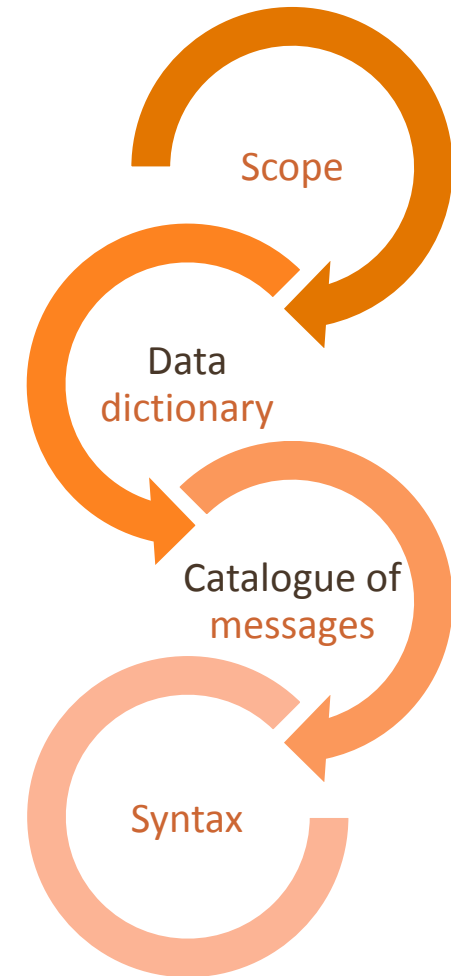 Scope
Data
dictionary
Catalogue of
messages
Syntax